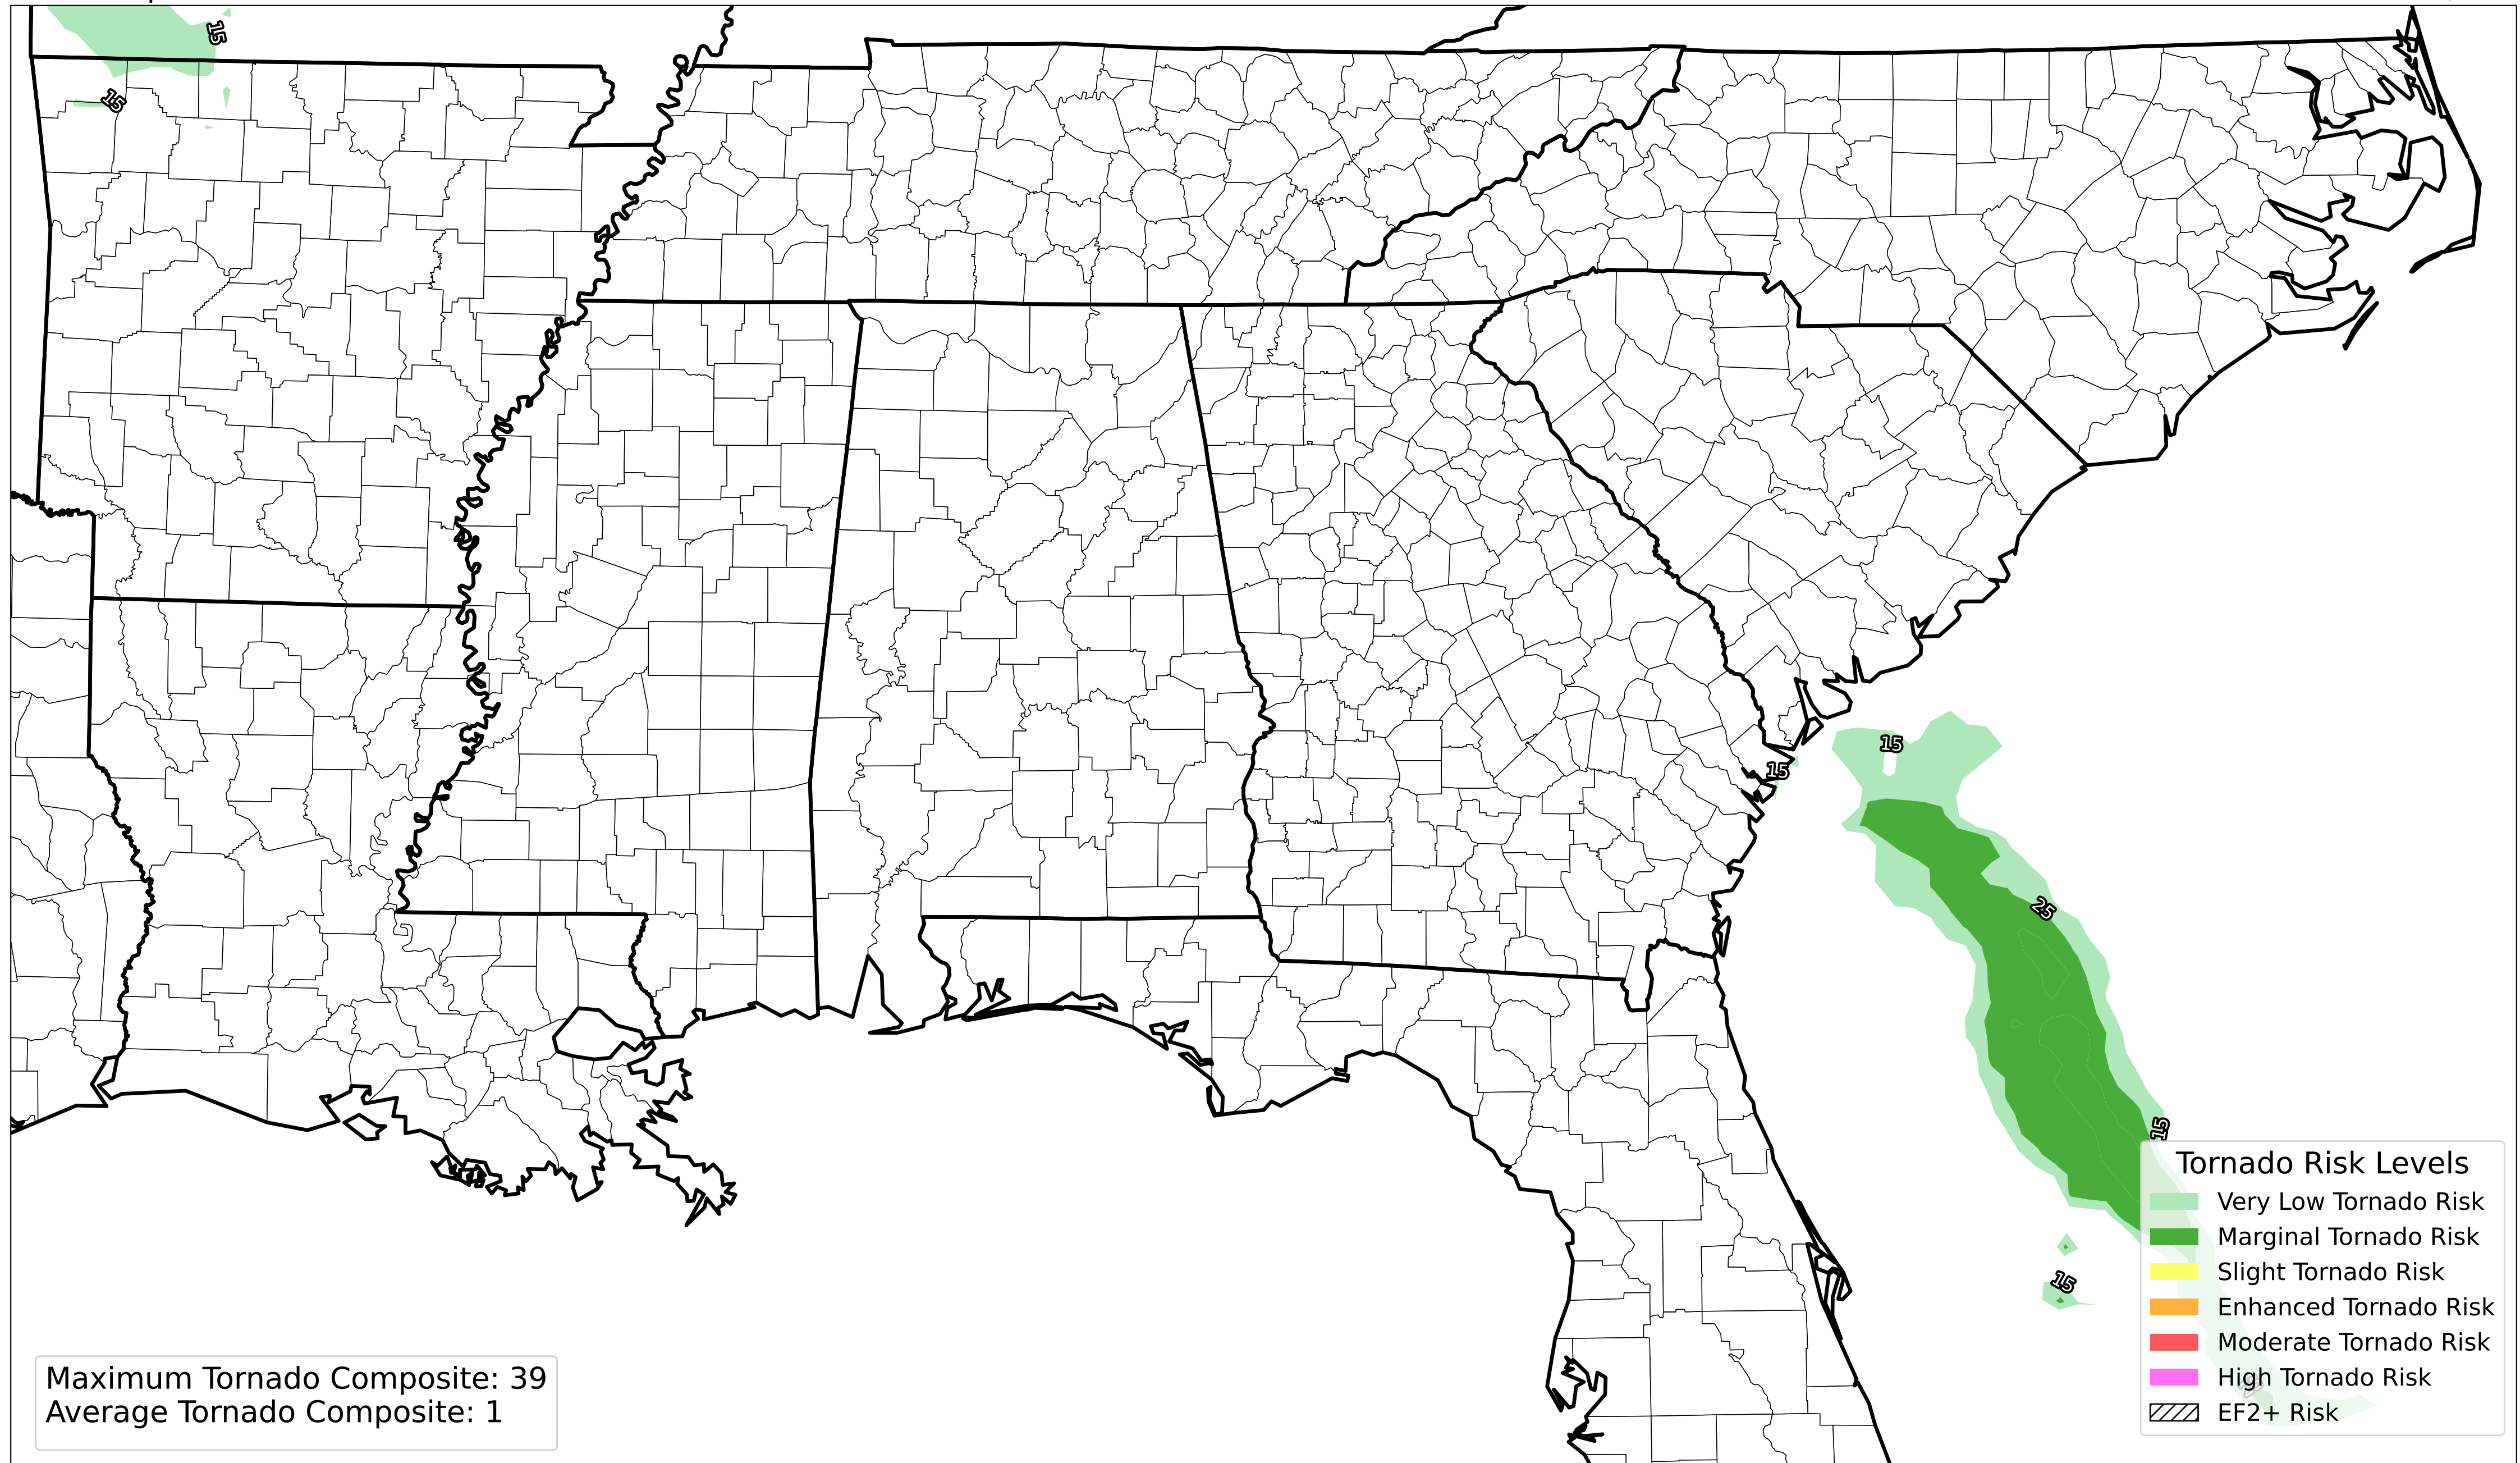 15
15
15
15
25
15
15
Tornado Risk Levels
Very Low Tornado Risk
Marginal Tornado Risk
Slight Tornado Risk
Enhanced Tornado Risk
Moderate Tornado Risk
High Tornado Risk
EF2+ Risk
Maximum Tornado Composite: 39
Average Tornado Composite: 1